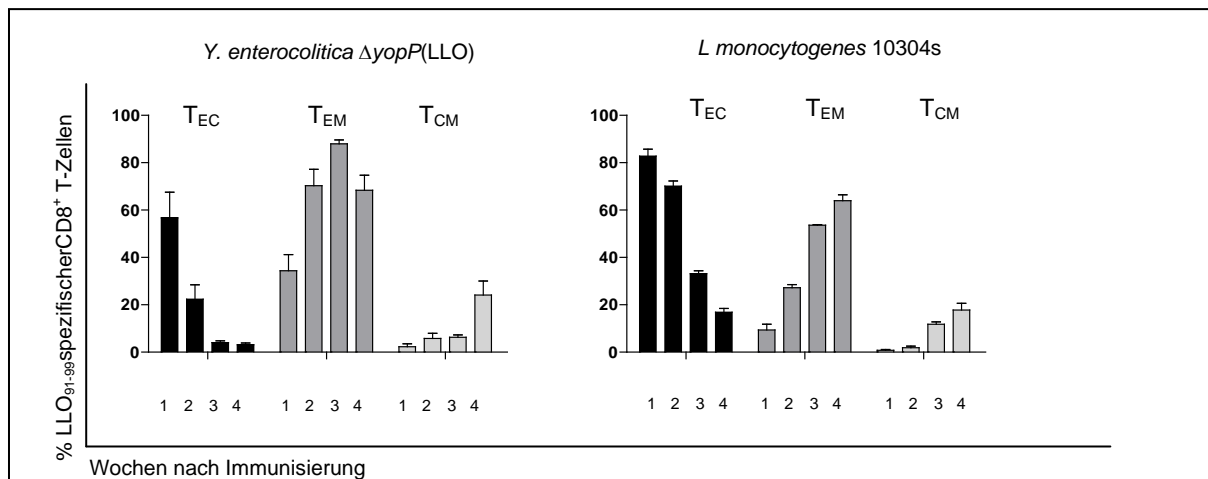 Y. enterocolitica ΔyopP(LLO)
L monocytogenes 10304s
% LLO91-99spezifischerCD8+ T-Zellen
100
80
60
40
20
0
TEC
TEM
TCM
1 2 3 4
1 2 3 4
1 2 3 4
100
80
60
40
20
0
TEC
TEM
TCM
1 2 3 4
1 2 3 4
1 2 3 4
Wochen nach Immunisierung